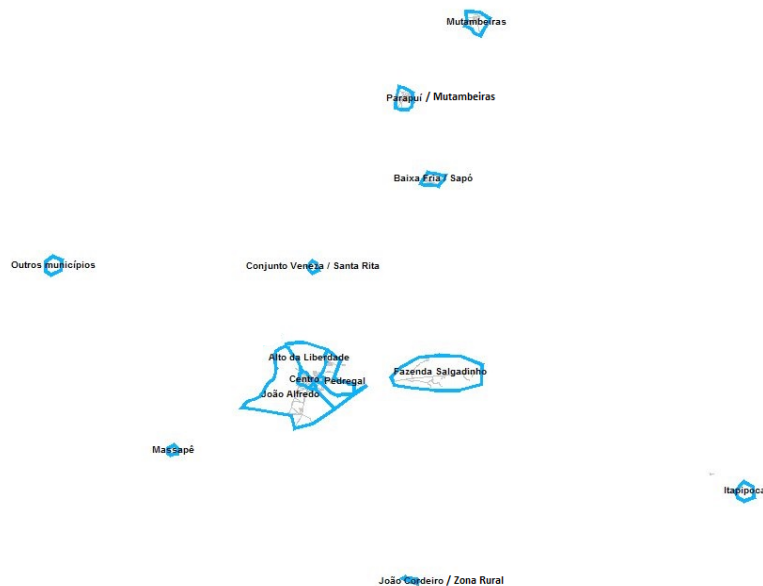 Mutambeiras
Parapuí / Mutambeiras
Baixa Fria / Sapó
Outros municípios
Conjunto Veneza / Santa Rita
Alto da Liberdade
Fazenda Salgadinho
Centro
Pedregal
João Alfredo
Massapê
Itapipoca
João Cordeiro / Zona Rural